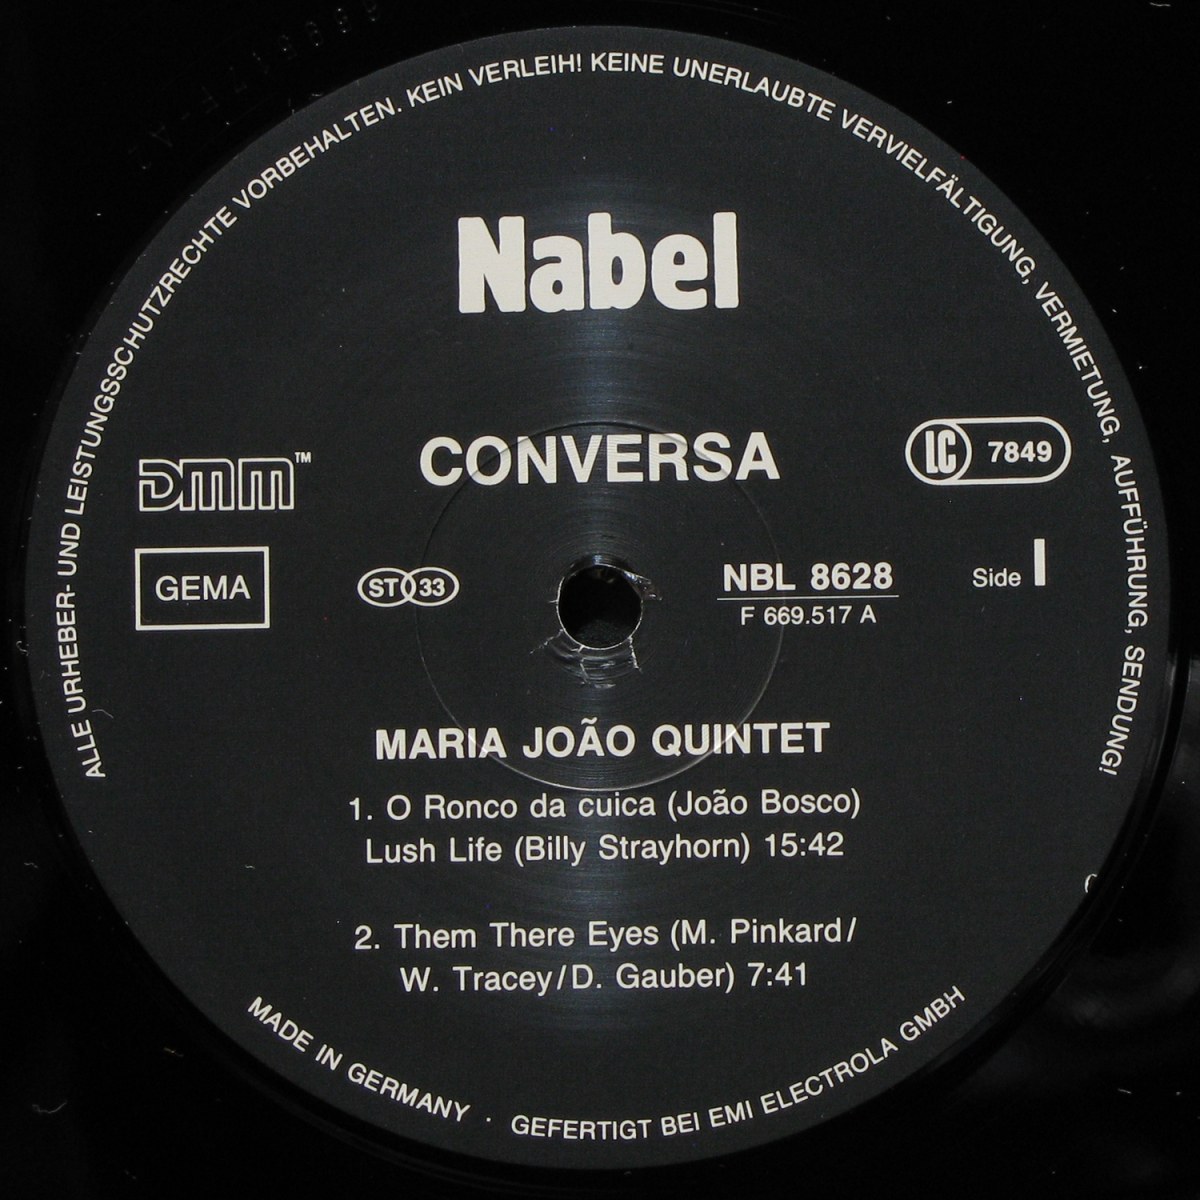 ALLE URHEBER- UND LEISTUNGSSCHUTZRECHTE VORBEHALTEN. KEIN VERLEIH! KEINE UNERLAUBTE VERVIELFÄLTIGUNG, VERMIETUNG, AUFFÜHRUNG, SENDUNG!
Nabel
CONVERSA
DMM™
LC 7849
GEMA
ST 33
NBL 8628
F 669.517 A
Side I
MARIA JOÃO QUINTET
1. O Ronco da cuica (João Bosco)
Lush Life (Billy Strayhorn) 15:42
2. Them There Eyes (M. Pinkard/
W. Tracey/D. Gauber) 7:41
MADE IN GERMANY · GEFERTIGT BEI EMI ELECTROLA GMBH